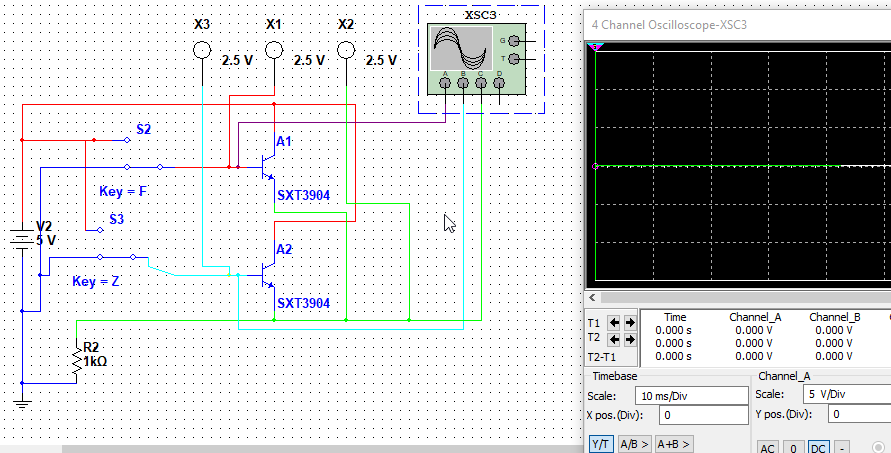 XSC3
4 Channel Oscilloscope-XSC3
X3
X1
X2
2.5 V
2.5 V
2.5 V
G
T
A
B
C
D
S2
A1
Key = F
SXT3904
S3
V2
5 V
A2
Key = Z
SXT3904
R2
1kΩ
T1
T2
T2-T1
Time Channel_A Channel_B
0.000 s 0.000 V 0.000 V
0.000 s 0.000 V 0.000 V
0.000 s 0.000 V 0.000 V
Timebase
Scale: 10 ms/Div
X pos.(Div): 0
Y/T A/B > A+B >
Channel_A
Scale: 5 V/Div
Y pos.(Div): 0
AC 0 DC -